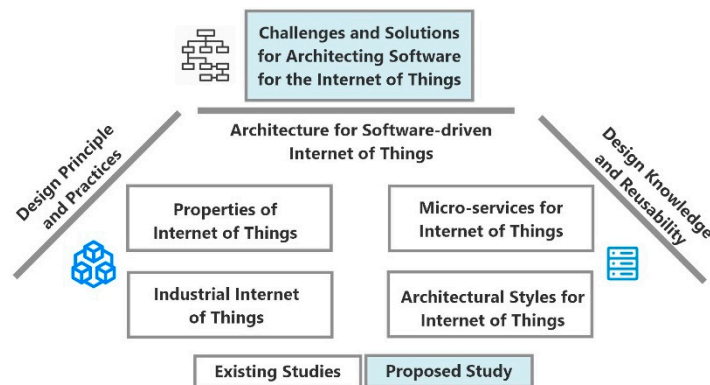 Challenges and Solutions
for Architecting Software
for the Internet of Things
Architecture for Software-driven
Internet of Things
Design Principle
and Practices
Design Knowledge
and Reusability
Properties of
Internet of Things
Micro-services for
Internet of Things
Industrial Internet
of Things
Architectural Styles for
Internet of Things
Existing Studies
Proposed Study